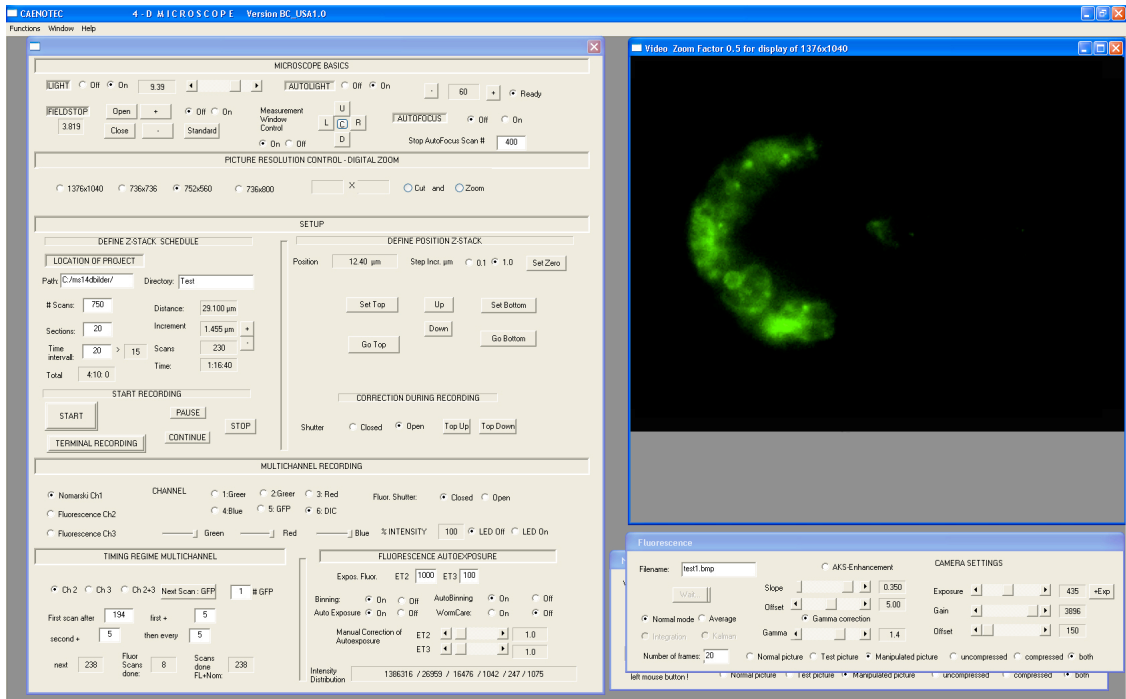 CAENOTEC 4 - D M I C R O S C O P E Version BC_USA1.0
Functions Window Help
MICROSCOPE BASICS
LIGHT Off On 9.39 AUTOLIGHT Off On - 60 + Ready
FIELDSTOP Open + Off On Measurement Window Control U L C R D AUTOFOCUS Off On
3.819 Close - Standard On Off Stop AutoFocus Scan # 400
PICTURE RESOLUTION CONTROL - DIGITAL ZOOM
1376x1040 736x736 752x560 736x800 X Cut and Zoom
SETUP
DEFINE Z-STACK SCHEDULE
LOCATION OF PROJECT
Path: C:/ms14dbilder/ Directory: Test
# Scans: 750 Distance: 29.100 µm
Sections: 20 Increment 1.455 µm + -
Time intervall: 20 > 15 Scans 230
Total 4:10: 0 Time: 1:16:40
START RECORDING
START PAUSE STOP
TERMINAL RECORDING CONTINUE
DEFINE POSITION Z-STACK
Position 12.40 µm Step Incr. µm 0.1 1.0 Set Zero
Set Top Up Set Bottom
Go Top Down Go Bottom
CORRECTION DURING RECORDING
Shutter Closed Open Top Up Top Down
MULTICHANNEL RECORDING
Nomarski Ch1 CHANNEL 1:Greer 2:Greer 3: Red Fluor. Shutter: Closed Open
Fluorescence Ch2 4:Blue 5: GFP 6: DIC
Fluorescence Ch3 Green Red Blue % INTENSITY 100 LED Off LED On
TIMING REGIME MULTICHANNEL
Ch 2 Ch 3 Ch 2+3 Next Scan : GFP 1 # GFP
First scan after 194 first + 5
second + 5 then every 5
next 238 Fluor Scans done: 8 Scans done FL+Nom: 238
FLUORESCENCE AUTOEXPOSURE
Expos. Fluor. ET2 1000 ET3 100
Binning: On Off AutoBinning On Off
Auto Exposure On Off WormCare: On Off
Manual Correction of Autoexposure ET2 1.0
ET3 1.0
Intensity Distribution 1386316 / 26959 / 16476 /1042 / 247 / 1075
Video Zoom Factor 0.5 for display of 1376x1040
Fluorescence
Filename: test1.bmp AKS-Enhancement CAMERA SETTINGS
Wait... Slope 0.350 Exposure 435 +Exp
Offset 5.00 Gain 3896
Normal mode Average Gamma correction
Integration Kalman Gamma 1.4 Offset 150
Number of frames: 20 Normal picture Test picture Manipulated picture uncompressed compressed both
left mouse button ! Normal picture Test picture Manipulated picture uncompressed compressed both